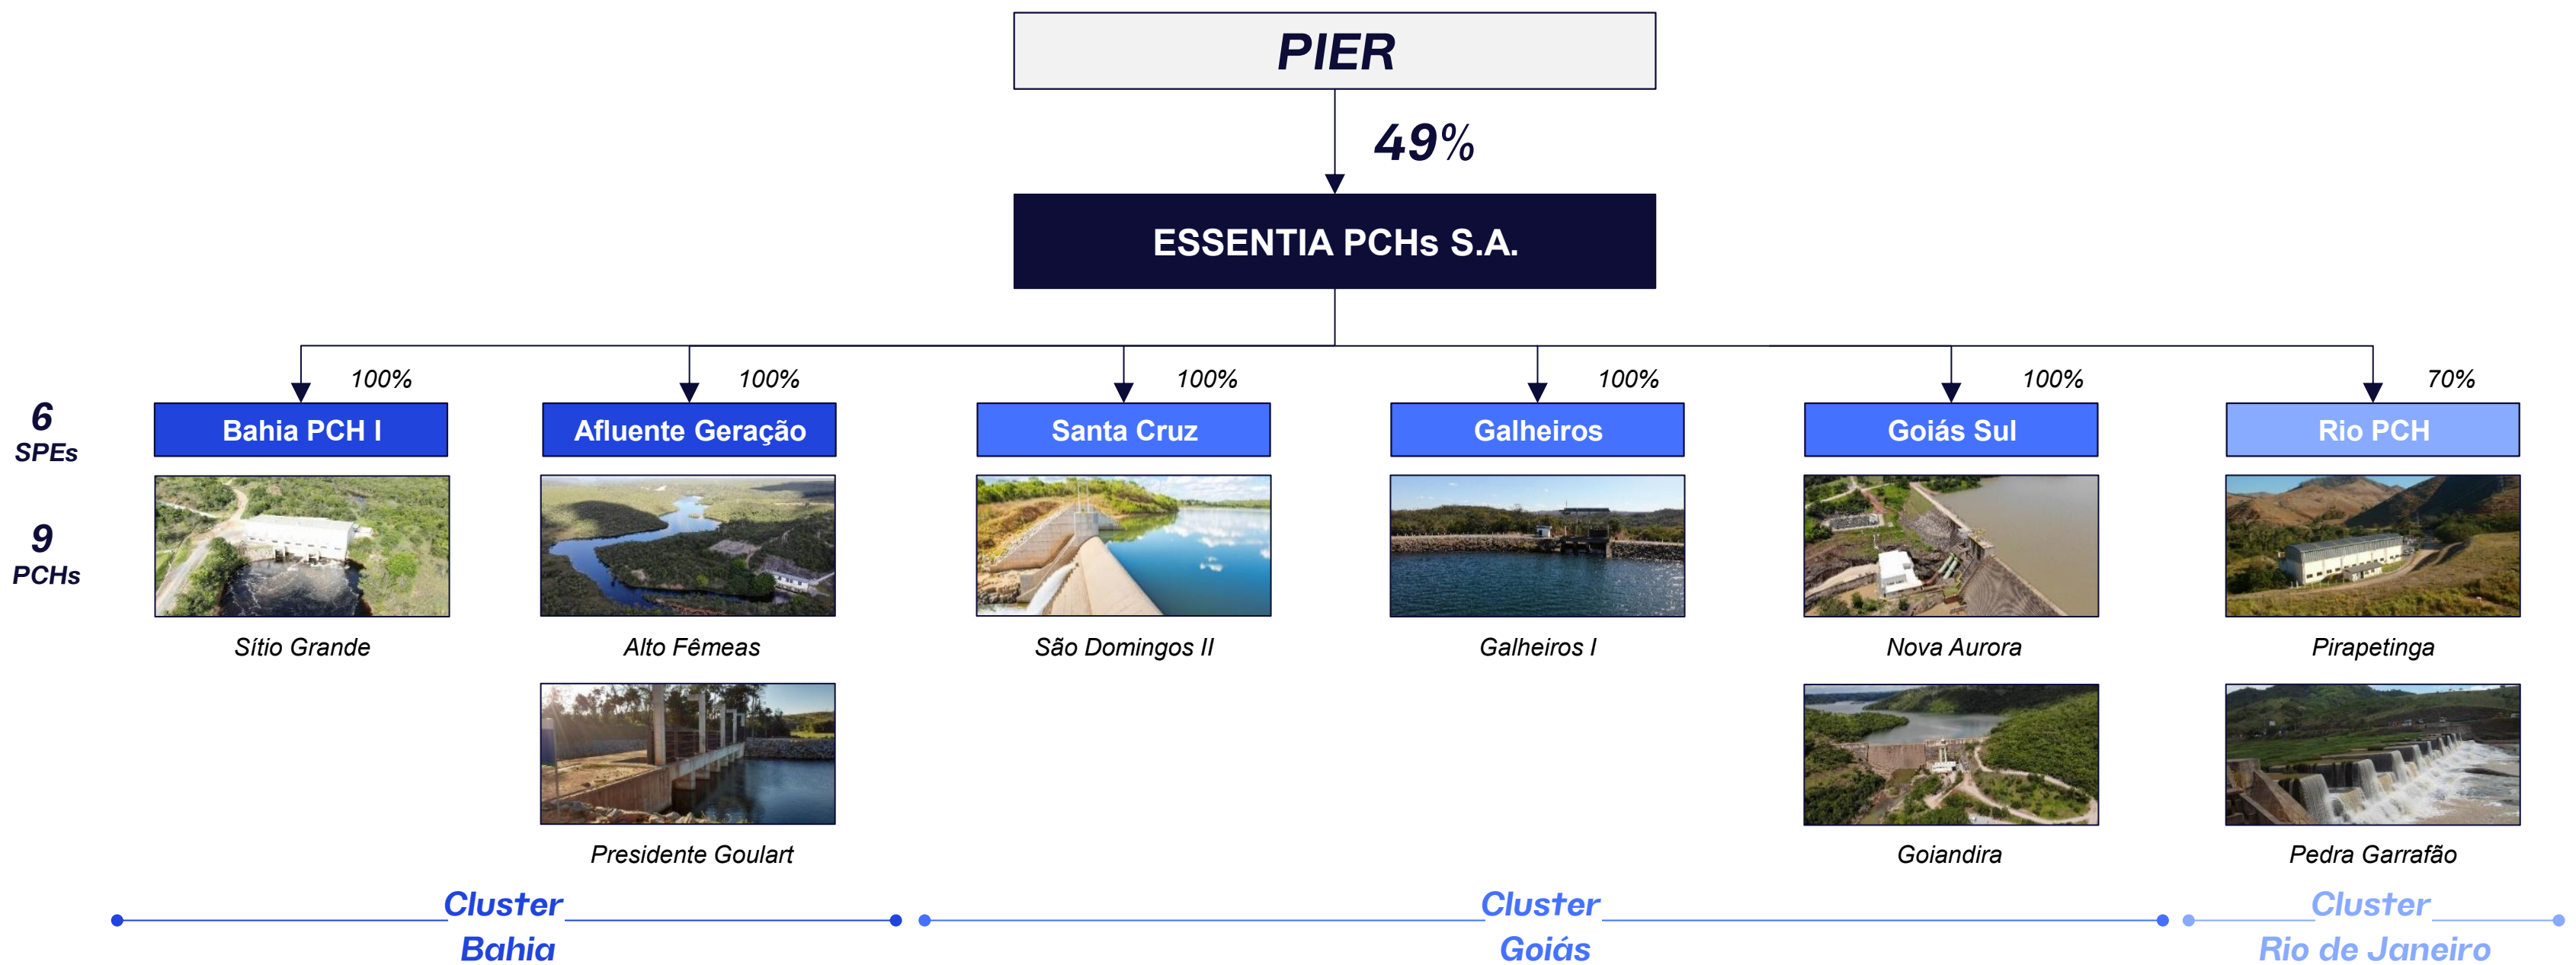 PIER
49%
ESSENTIA PCHs S.A.
100%
100%
100%
100%
100%
70%
6
SPEs
Bahia PCH I
Afluente Geração
Santa Cruz
Galheiros
Goiás Sul
Rio PCH
9
PCHs
Sítio Grande
Alto Fêmeas
São Domingos II
Galheiros I
Nova Aurora
Pirapetinga
Presidente Goulart
Goiandira
Pedra Garrafão
Cluster
Bahia
Cluster
Goiás
Cluster
Rio de Janeiro